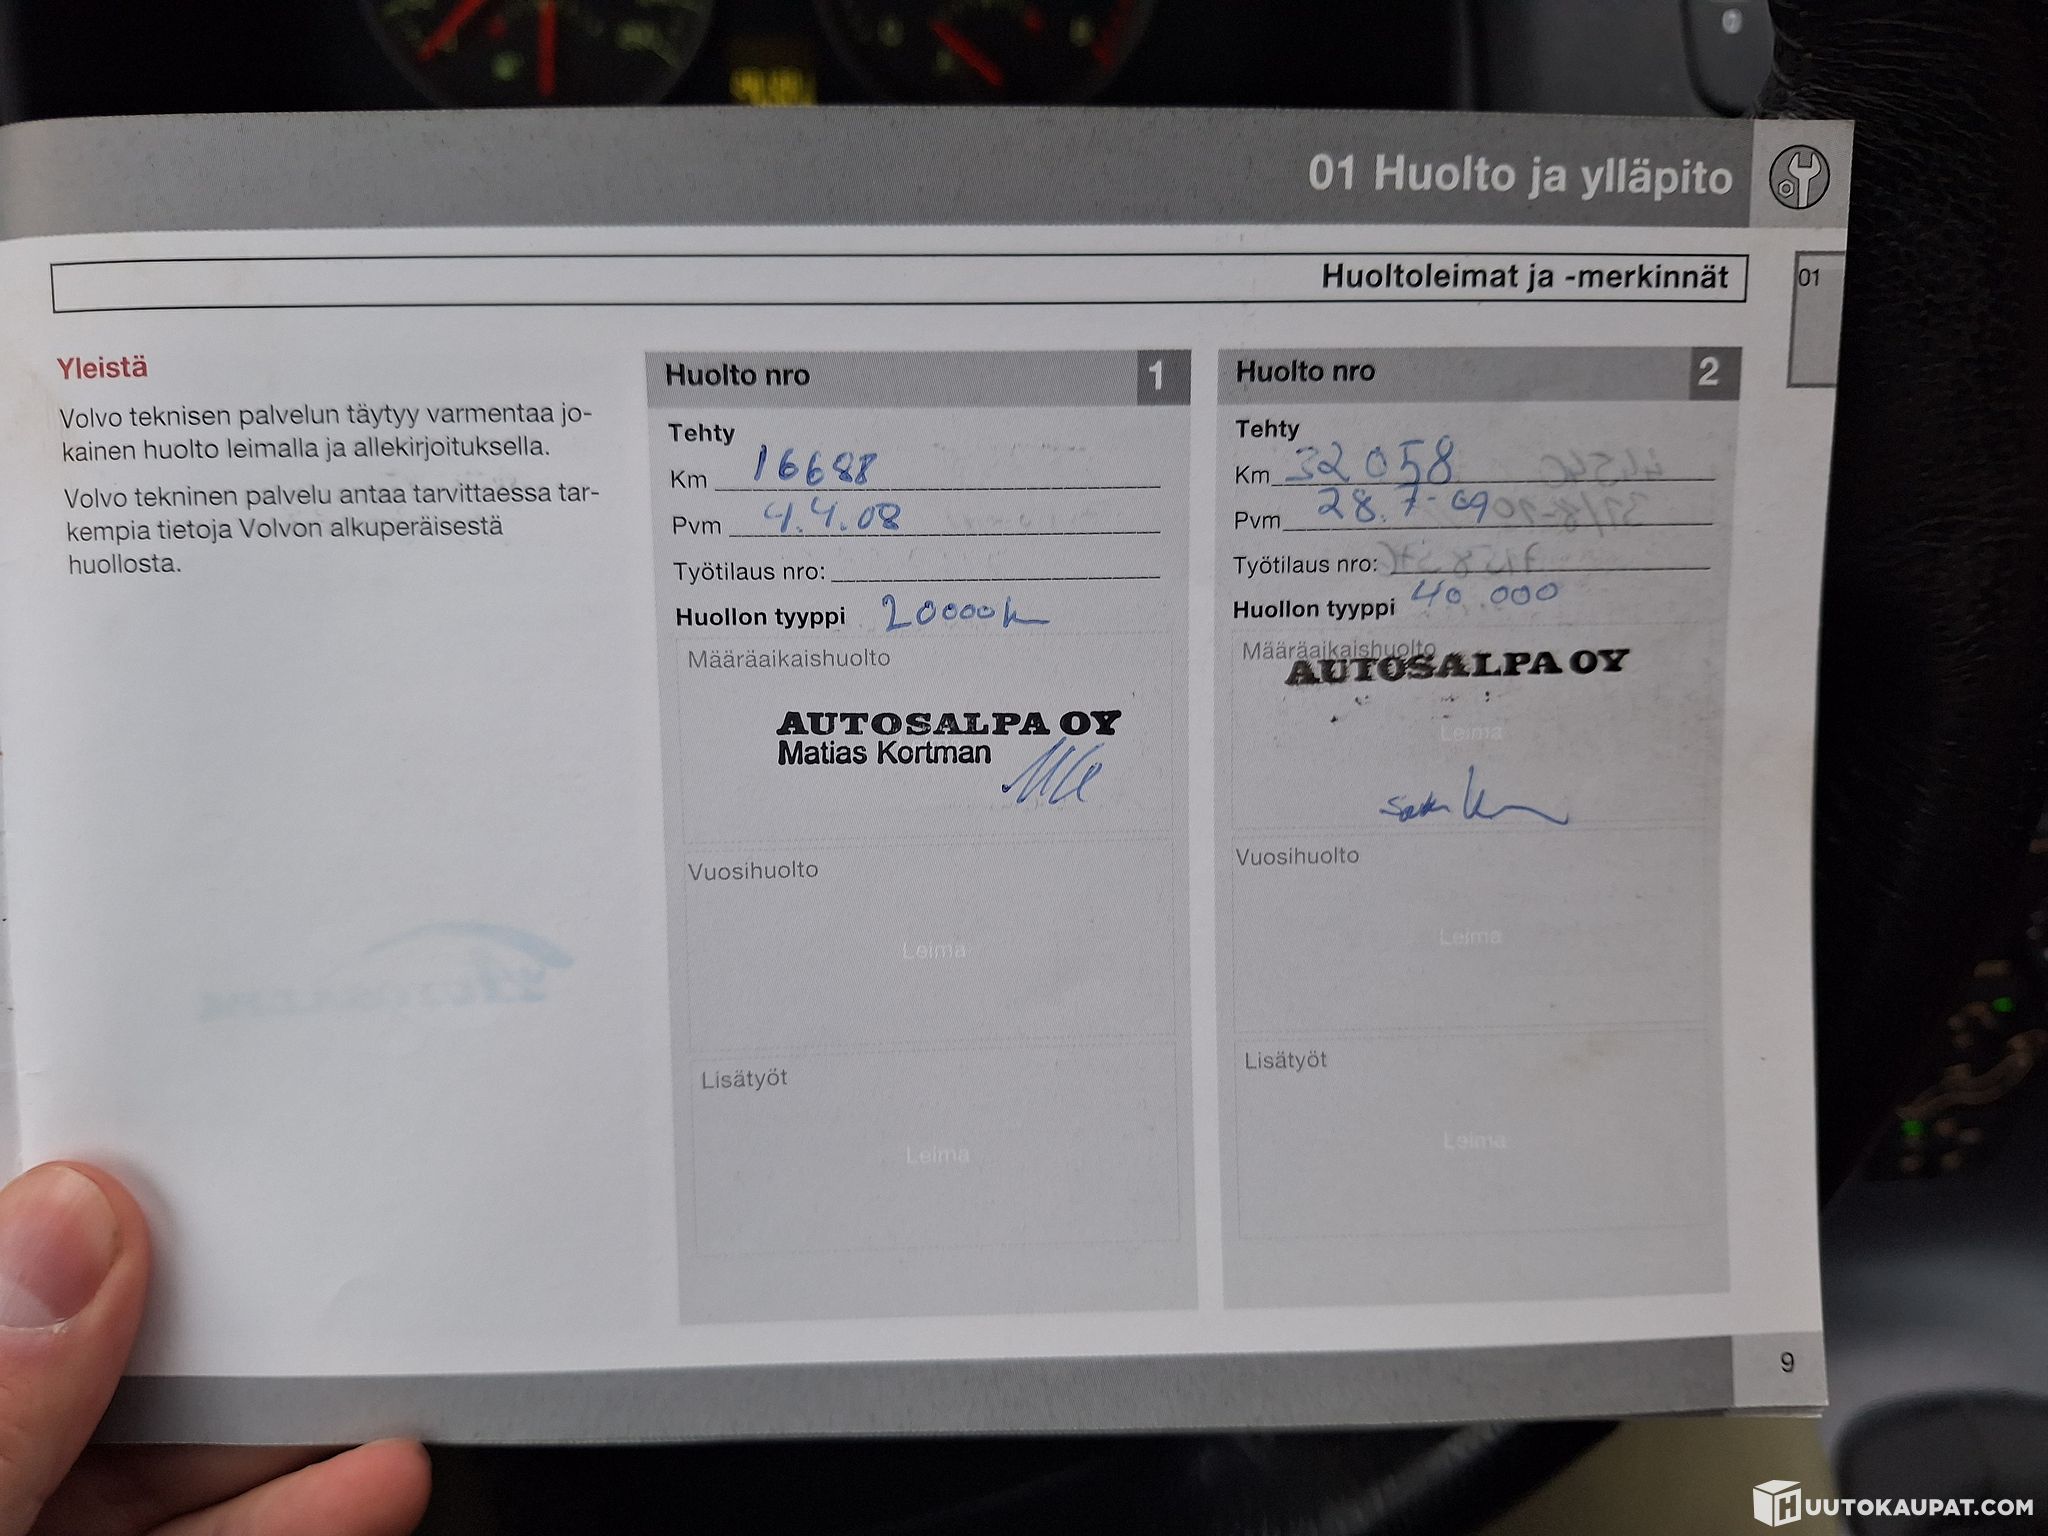 01 Huolto ja ylläpito
Huoltoleimat ja -merkinnät
01
Yleistä
Volvo teknisen palvelun täytyy varmentaa jo-
kainen huolto leimalla ja allekirjoituksella.
Volvo tekninen palvelu antaa tarvittaessa tar-
kempia tietoja Volvon alkuperäisestä
huollosta.
Huolto nro 1
Tehty
Km 16688
Pvm 4.4.08
Työtilaus nro:
Huollon tyyppi 20000
Määräaikaishuolto
AUTOSALPA OY
Matias Kortman
Vuosihuolto
Leima
Lisätyöt
Leima
Huolto nro 2
Tehty
Km 32058
Pvm 28.7-09
Työtilaus nro:
Huollon tyyppi 40.000
Määräaikaishuolto
AUTOSALPA OY
Leima
Vuosihuolto
Leima
Lisätyöt
Leima
9
HUUTOKAUPAT.COM